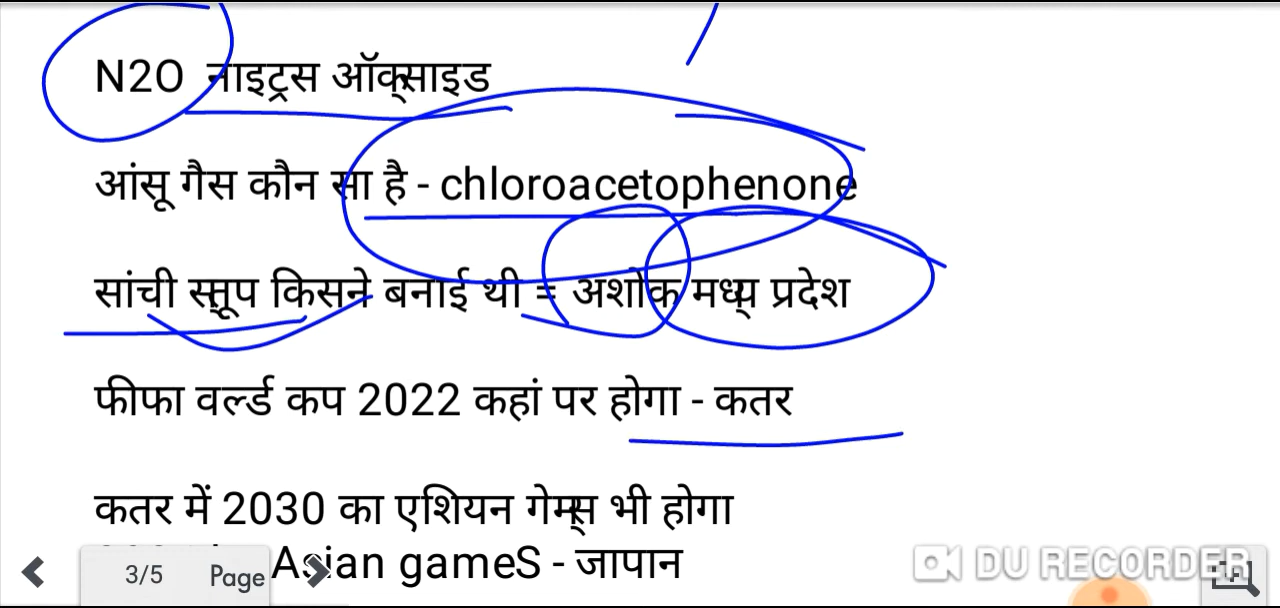 N2O नाइट्रस ऑक्साइड
आंसू गैस कौन सा है - chloroacetophenone
सांची स्तूप किसने बनाई थी = अशोक मध्य प्रदेश
फीफा वर्ल्ड कप 2022 कहां पर होगा - कतर
कतर में 2030 का एशियन गेम्स भी होगा
Asian gameS - जापान
3/5 Page
DU RECORDER